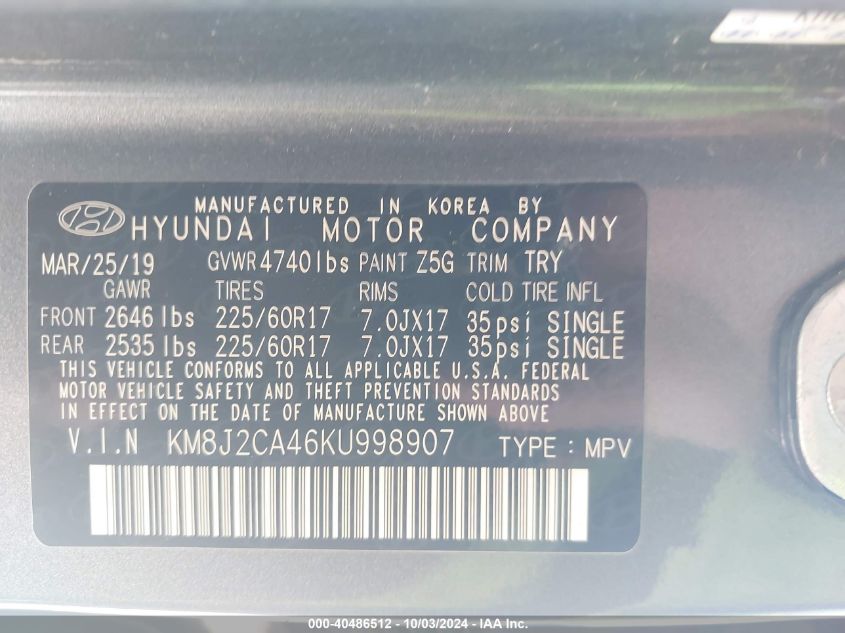 MANUFACTURED IN KOREA BY
HYUNDAI MOTOR COMPANY
MAR/25/19 GVWR 4740lbs PAINT Z5G TRIM TRY
GAWR TIRES RIMS COLD TIRE INFL
FRONT 2646 lbs 225/60R17 7.0JX17 35psi SINGLE
REAR 2535 lbs 225/60R17 7.0JX17 35psi SINGLE
THIS VEHICLE CONFORMS TO ALL APPLICABLE U.S.A. FEDERAL
MOTOR VEHICLE SAFETY AND THEFT PREVENTION STANDARDS
IN EFFECT ON THE DATE OF MANUFACTURE SHOWN ABOVE
V.I.N KM8J2CA46KU998907 TYPE : MPV
000-40486512 - 10/03/2024 - IAA Inc.